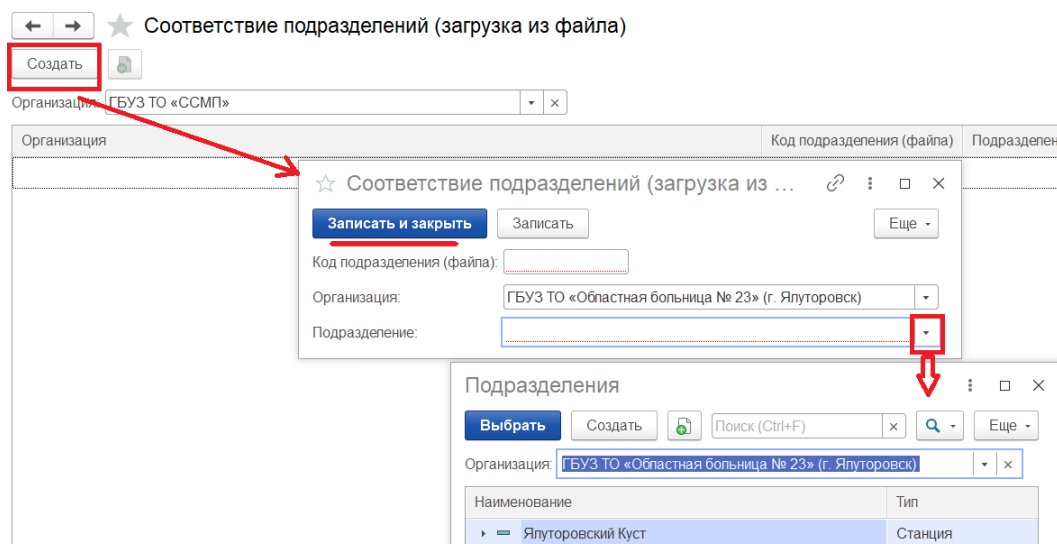 Соответствие подразделений (загрузка из файла)
Создать
Организация: ГБУЗ ТО «ССМП»
Организация Код подразделения (файла) Подразделен
Соответствие подразделений (загрузка из ...
Записать и закрыть Записать Еще
Код подразделения (файла):
Организация: ГБУЗ ТО «Областная больница № 23» (г. Ялуторовск)
Подразделение:
Подразделения
Выбрать Создать Поиск (Ctrl+F) Еще
Организация: ГБУЗ ТО «Областная больница № 23» (г. Ялуторовск)
Наименование Тип
Ялуторовский Куст Станция